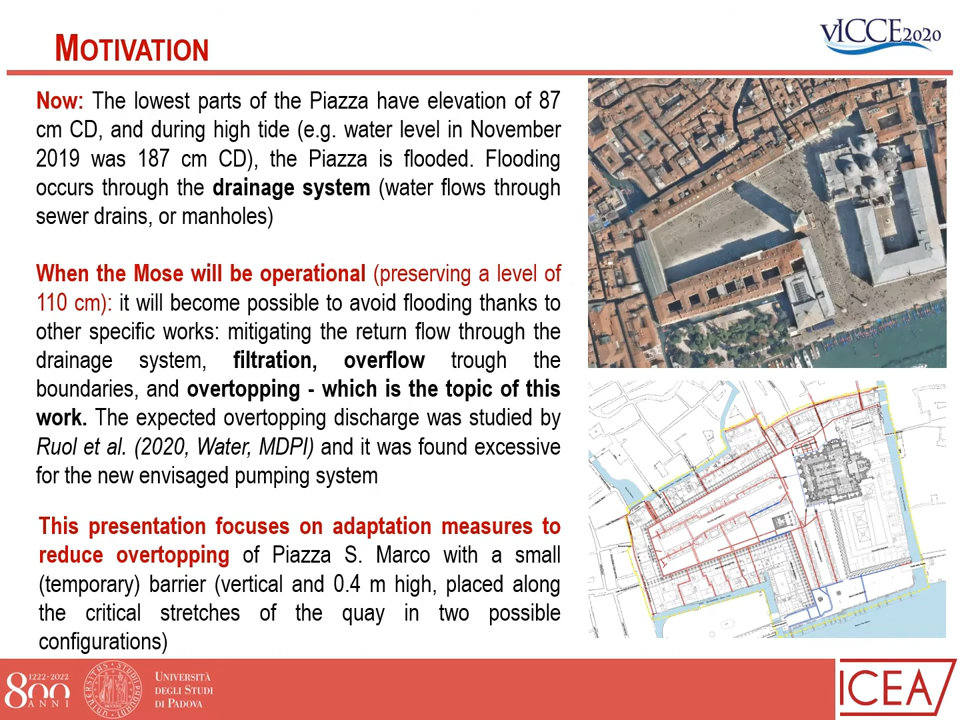 MOTIVATION
vICCE2020
Now: The lowest parts of the Piazza have elevation of 87
cm CD, and during high tide (e.g. water level in November
2019 was 187 cm CD), the Piazza is flooded. Flooding
occurs through the drainage system (water flows through
sewer drains, or manholes)
When the Mose will be operational (preserving a level of
110 cm): it will become possible to avoid flooding thanks to
other specific works: mitigating the return flow through the
drainage system, filtration, overflow trough the
boundaries, and overtopping - which is the topic of this
work. The expected overtopping discharge was studied by
Ruol et al. (2020, Water, MDPI) and it was found excessive
for the new envisaged pumping system
This presentation focuses on adaptation measures to
reduce overtopping of Piazza S. Marco with a small
(temporary) barrier (vertical and 0.4 m high, placed along
the critical stretches of the quay in two possible
configurations)
1222·2022
800
ANNI
UNIVERSITÀ
DEGLI STUDI
DI PADOVA
ICEA